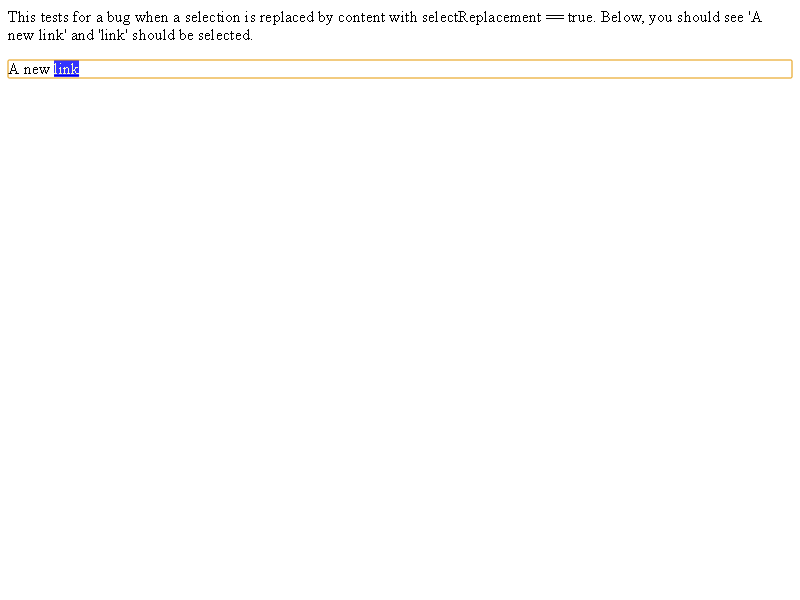 This tests for a bug when a selection is replaced by content with selectReplacement == true. Below, you should see 'A
new link' and 'link' should be selected.
A new link